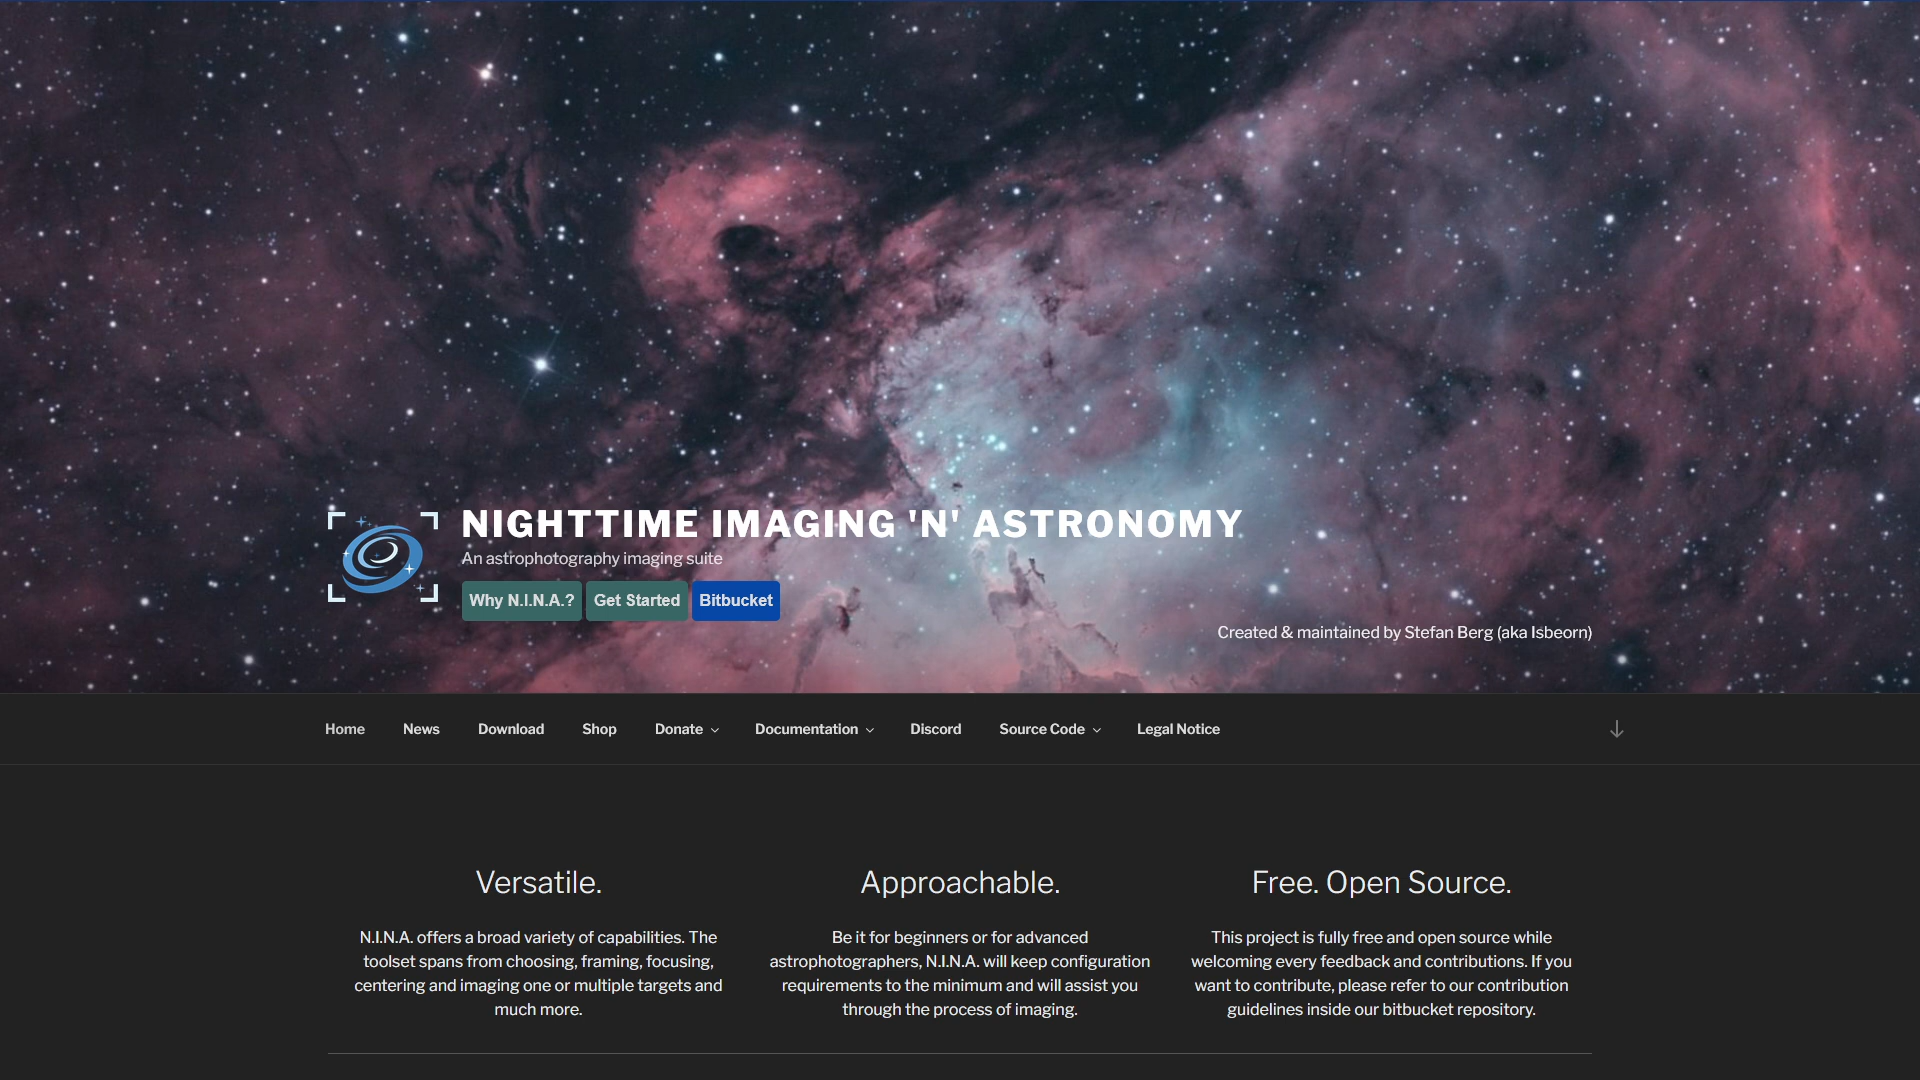 NIGHTTIME IMAGING 'N' ASTRONOMY
An astrophotography imaging suite
Why N.I.N.A.? Get Started Bitbucket
Created & maintained by Stefan Berg (aka Isbeorn)
Home News Download Shop Donate Documentation Discord Source Code Legal Notice
Versatile.
N.I.N.A. offers a broad variety of capabilities. The
toolset spans from choosing, framing, focusing,
centering and imaging one or multiple targets and
much more.
Approachable.
Be it for beginners or for advanced
astrophotographers, N.I.N.A. will keep configuration
requirements to the minimum and will assist you
through the process of imaging.
Free. Open Source.
This project is fully free and open source while
welcoming every feedback and contributions. If you
want to contribute, please refer to our contribution
guidelines inside our bitbucket repository.